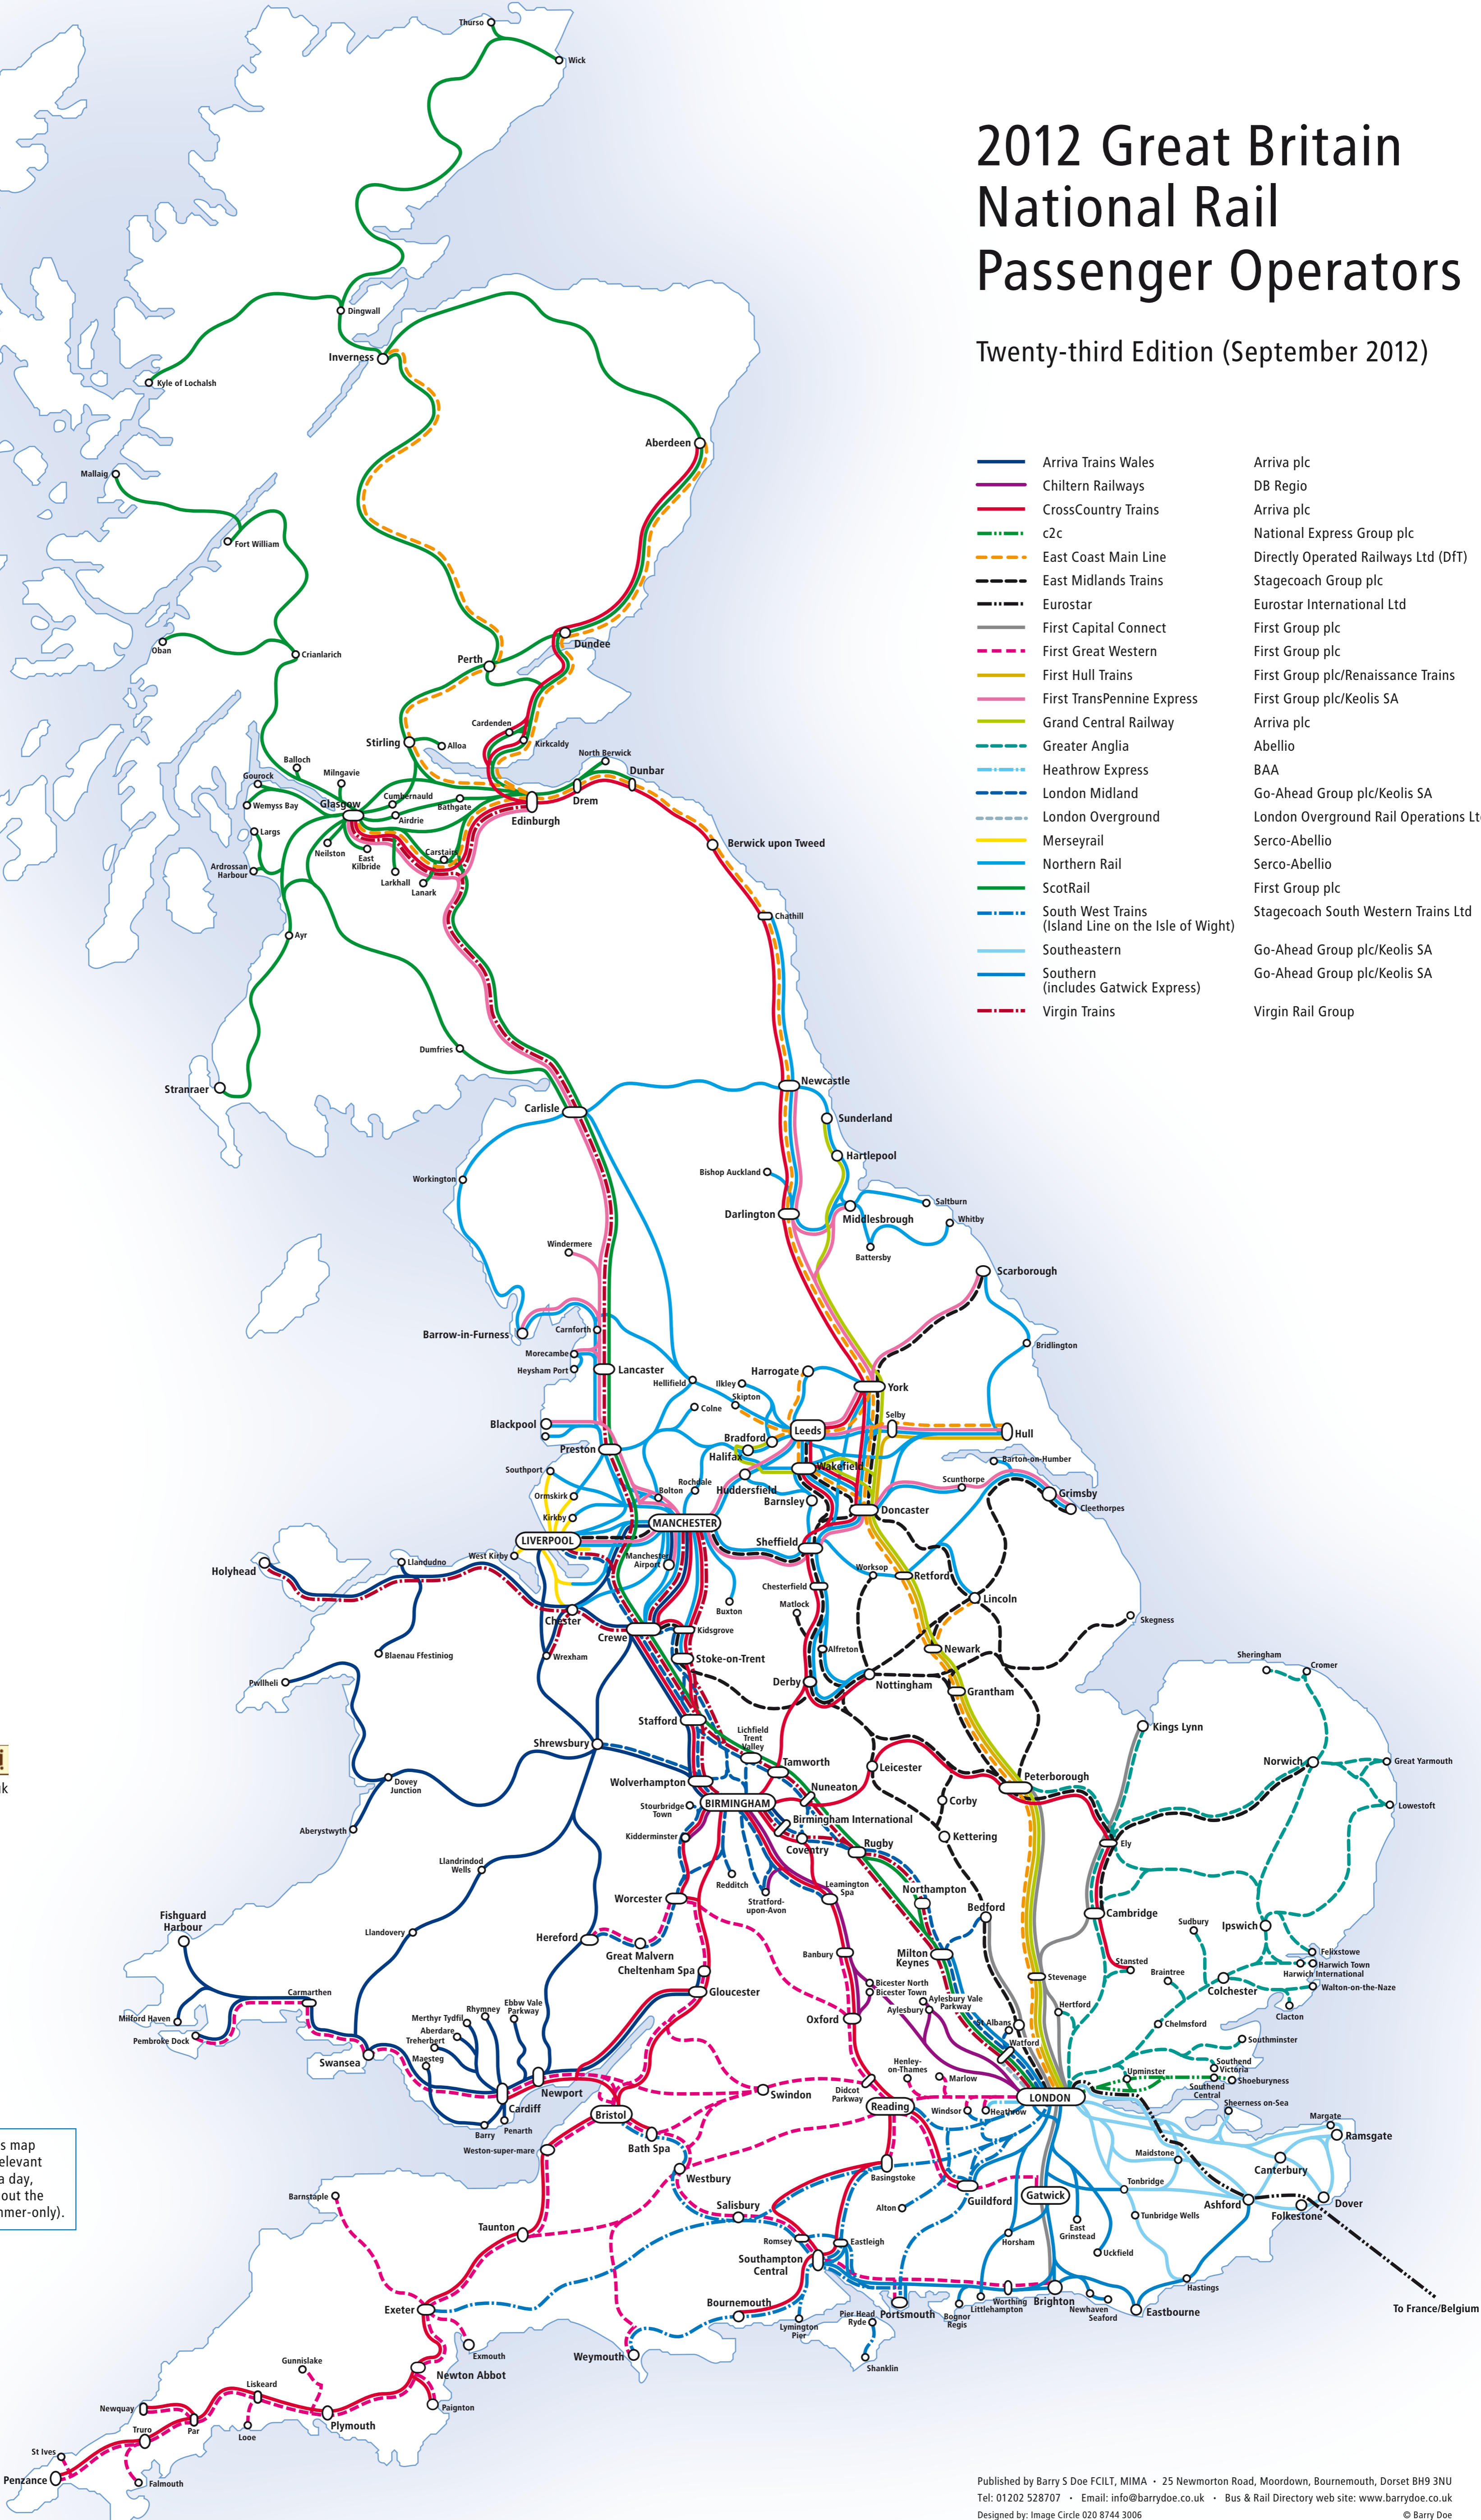 2012 Great Britain
National Rail
Passenger Operators
Twenty-third Edition (September 2012)
Arriva Trains Wales Arriva plc
Chiltern Railways DB Regio
CrossCountry Trains Arriva plc
c2c National Express Group plc
East Coast Main Line Directly Operated Railways Ltd (DfT)
East Midlands Trains Stagecoach Group plc
Eurostar Eurostar International Ltd
First Capital Connect First Group plc
First Great Western First Group plc
First Hull Trains First Group plc/Renaissance Trains
First TransPennine Express First Group plc/Keolis SA
Grand Central Railway Arriva plc
Greater Anglia Abellio
Heathrow Express BAA
London Midland Go-Ahead Group plc/Keolis SA
London Overground London Overground Rail Operations Lt
Merseyrail Serco-Abellio
Northern Rail Serco-Abellio
ScotRail First Group plc
South West Trains Stagecoach South Western Trains Ltd
(Island Line on the Isle of Wight)
Southeastern Go-Ahead Group plc/Keolis SA
Southern Go-Ahead Group plc/Keolis SA
(includes Gatwick Express)
Virgin Trains Virgin Rail Group
Thurso
Wick
Dingwall
Inverness
Kyle of Lochalsh
Aberdeen
Mallaig
Fort William
Oban
Crianlarich
Dundee
Perth
Cardenden
Kirkcaldy
Stirling
Alloa
North Berwick
Dunbar
Balloch
Gourock
Milngavie
Wemyss Bay
Glasgow
Cumbernauld
Bathgate
Drem
Edinburgh
Airdrie
Largs
Neilston
East
Kilbride
Carstairs
Berwick upon Tweed
Ardrossan
Harbour
Larkhall
Lanark
Chathill
Ayr
Dumfries
Stranraer
Newcastle
Carlisle
Sunderland
Hartlepool
Workington
Bishop Auckland
Saltburn
Darlington
Middlesbrough
Whitby
Windermere
Battersby
Scarborough
Barrow-in-Furness
Carnforth
Bridlington
Morecambe
Heysham Port
Lancaster
Harrogate
Hellifield
Ilkley
Skipton
York
Colne
Selby
Blackpool
Leeds
Hull
Preston
Bradford
Halifax
Wakefield
Barton-on-Humber
Southport
Rochdale
Huddersfield
Scunthorpe
Ormskirk
Bolton
Barnsley
Grimsby
Cleethorpes
Kirkby
MANCHESTER
Doncaster
LIVERPOOL
Sheffield
West Kirby
Manchester
Airport
Worksop
Retford
Holyhead
Llandudno
Chesterfield
Lincoln
Buxton
Matlock
Chester
Crewe
Kidsgrove
Skegness
Blaenau Ffestiniog
Wrexham
Stoke-on-Trent
Alfreton
Newark
Pwllheli
Derby
Nottingham
Grantham
Sheringham
Cromer
Stafford
Kings Lynn
Shrewsbury
Lichfield
Trent
Valley
Tamworth
Leicester
Norwich
Great Yarmouth
Dovey
Junction
Wolverhampton
Nuneaton
Peterborough
Stourbridge
Town
BIRMINGHAM
Corby
Lowestoft
Aberystwyth
Birmingham International
Kidderminster
Coventry
Kettering
Ely
Rugby
Llandrindod
Wells
Redditch
Stratford-
upon-Avon
Leamington
Spa
Northampton
Worcester
Bedford
Cambridge
Fishguard
Harbour
Llandovery
Hereford
Great Malvern
Banbury
Milton
Keynes
Sudbury
Ipswich
Cheltenham Spa
Stansted
Felixstowe
Harwich Town
Harwich International
Carmarthen
Gloucester
Bicester North
Bicester Town
Stevenage
Braintree
Colchester
Walton-on-the-Naze
Milford Haven
Merthyr Tydfil
Rhymney
Ebbw Vale
Parkway
Aylesbury Vale
Parkway
Aylesbury
Hertford
Clacton
Pembroke Dock
Aberdare
Treherbert
Oxford
St Albans
Chelmsford
Swansea
Maesteg
Watford
Southminster
Newport
Henley-
on-Thames
Marlow
Upminster
Southend
Victoria
Shoeburyness
Southend
Central
Cardiff
Swindon
Didcot
Parkway
LONDON
Barry
Penarth
Bristol
Reading
Windsor
Heathrow
Sheerness on-Sea
Margate
Ramsgate
Weston-super-mare
Bath Spa
Maidstone
Canterbury
Westbury
Basingstoke
Tonbridge
Barnstaple
Guildford
Gatwick
Ashford
Dover
Folkestone
Salisbury
Alton
Tunbridge Wells
Taunton
Romsey
Eastleigh
Horsham
East
Grinstead
Uckfield
Southampton
Central
Hastings
Exeter
Bournemouth
Pier Head
Ryde
Portsmouth
Bognor
Regis
Littlehampton
Worthing
Brighton
Newhaven
Seaford
Eastbourne
To France/Belgium
Lymington
Pier
Weymouth
Exmouth
Shanklin
Gunnislake
Newton Abbot
Liskeard
Newquay
Paignton
Truro
Par
Looe
Plymouth
St Ives
Penzance
Falmouth
i
k
s map
elevant
a day,
out the
nmer-only).
Published by Barry S Doe FCILT, MIMA • 25 Newmorton Road, Moordown, Bournemouth, Dorset BH9 3NU
Tel: 01202 528707 • Email: info@barrydoe.co.uk • Bus & Rail Directory web site: www.barrydoe.co.uk
Designed by: Image Circle 020 8744 3006 © Barry Doe